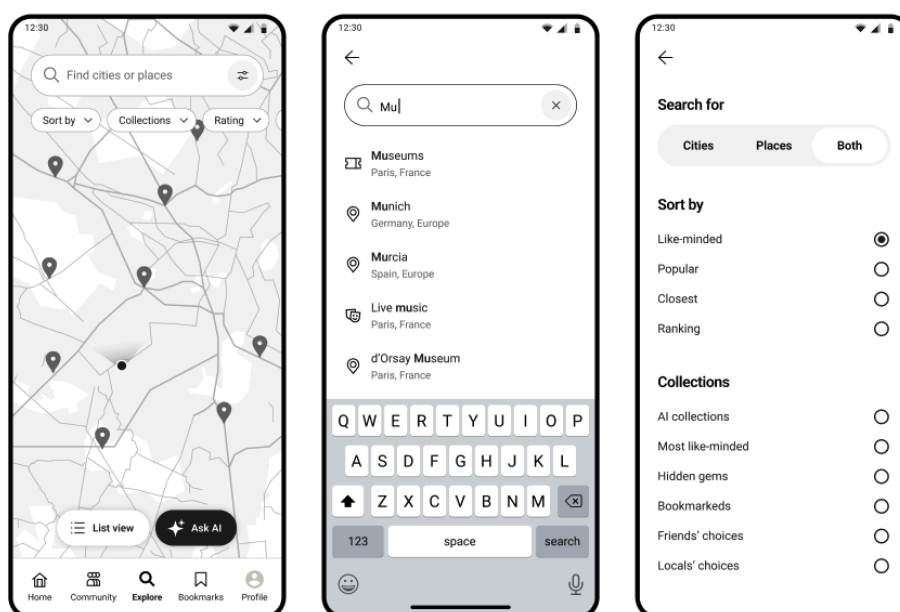 12:30
Find cities or places
Sort by
Collections
Rating
List view
Ask AI
Home
Community
Explore
Bookmarks
Profile
12:30
Mu
Museums
Paris, France
Munich
Germany, Europe
Murcia
Spain, Europe
Live music
Paris, France
d'Orsay Museum
Paris, France
Q W E R T Y U I O P
A S D F G H J K L
Z X C V B N M
123 space search
12:30
Search for
Cities Places Both
Sort by
Like-minded
Popular
Closest
Ranking
Collections
AI collections
Most like-minded
Hidden gems
Bookmarkeds
Friends' choices
Locals' choices